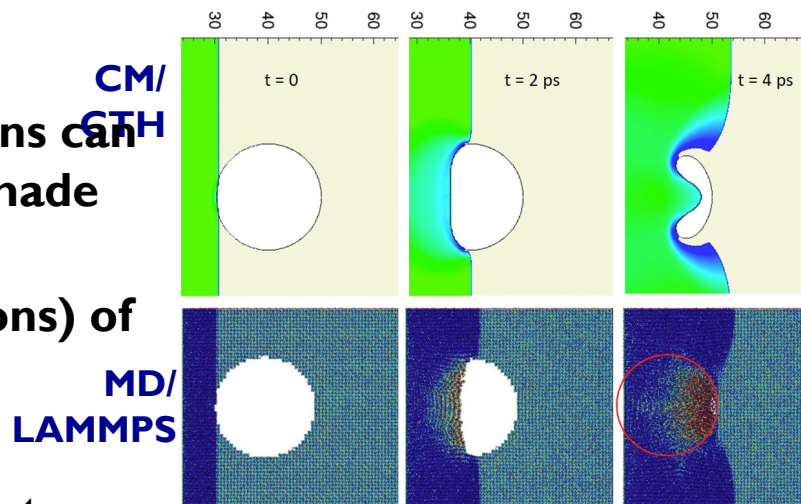 30 40 50 60
30 40 50 60
40 50 60
CM/
CTH
t = 0
t = 2 ps
t = 4 ps
ns can
ons) of
MD/
LAMMPS